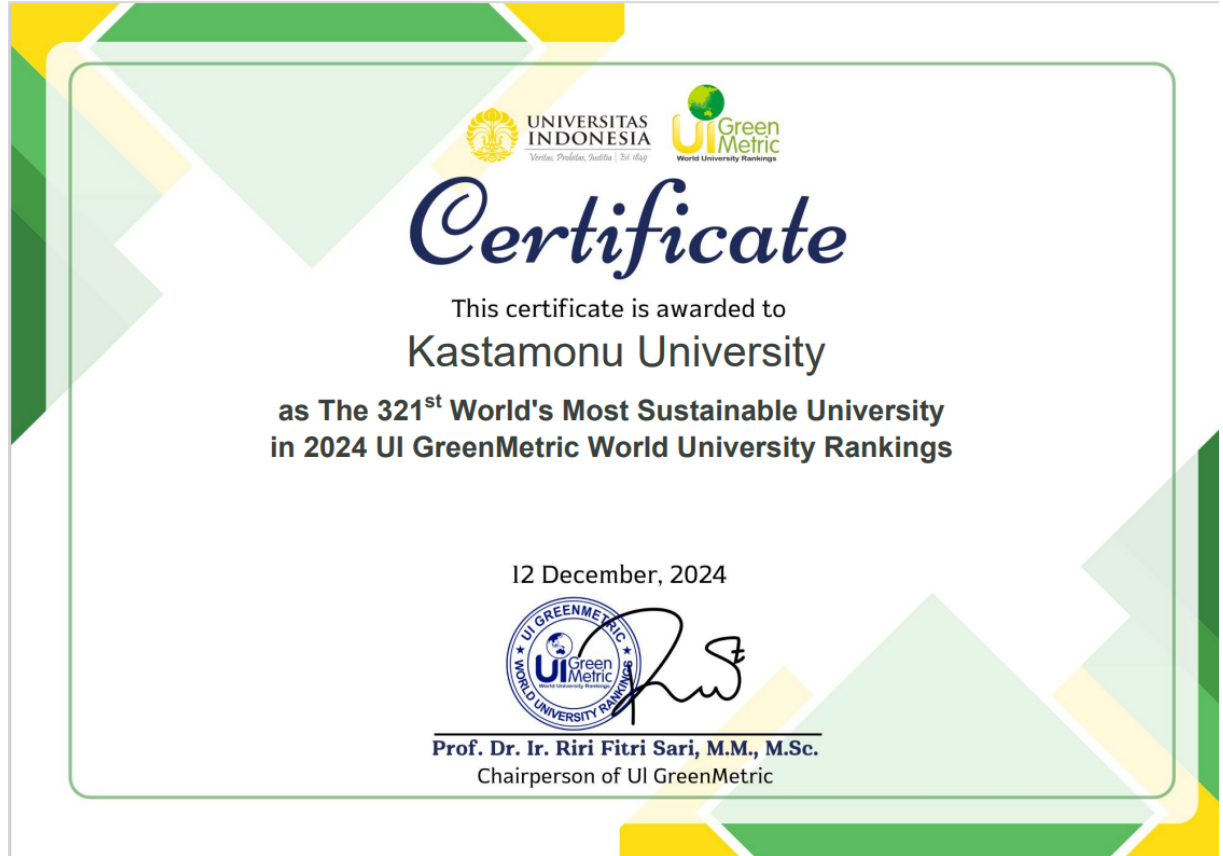 UNIVERSITAS
INDONESIA
Veritas, Probitas, Justitia | Est 1849
UI Green
Metric
World University Rankings
Certificate
This certificate is awarded to
Kastamonu University
as The 321st World's Most Sustainable University
in 2024 UI GreenMetric World University Rankings
12 December, 2024
UI GREENMETRIC
UI Green
Metric
World University Rankings
WORLD UNIVERSITY RANKINGS
Prof. Dr. Ir. Riri Fitri Sari, M.M., M.Sc.
Chairperson of UI GreenMetric